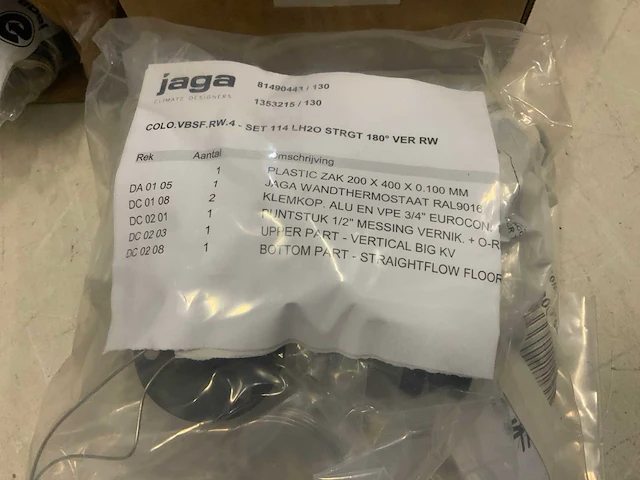 jaga
CLIMATE DESIGNERS
81490443 / 130
1353215 / 130
COLO.VBSF.RW.4 - SET 114 LH2O STRGT 180° VER RW
Rek Aantal Omschrijving
1 PLASTIC ZAK 200 X 400 X 0.100 MM
DA 01 05 1 JAGA WANDTHERMOSTAAT RAL9016
DC 01 08 2 KLEMKOP. ALU EN VPE 3/4" EUROCON
DC 02 01 1 PUNTSTUK 1/2" MESSING VERNIK. + O-R
DC 02 03 1 UPPER PART - VERTICAL BIG KV
DC 02 08 1 BOTTOM PART - STRAIGHTFLOW FLOOR